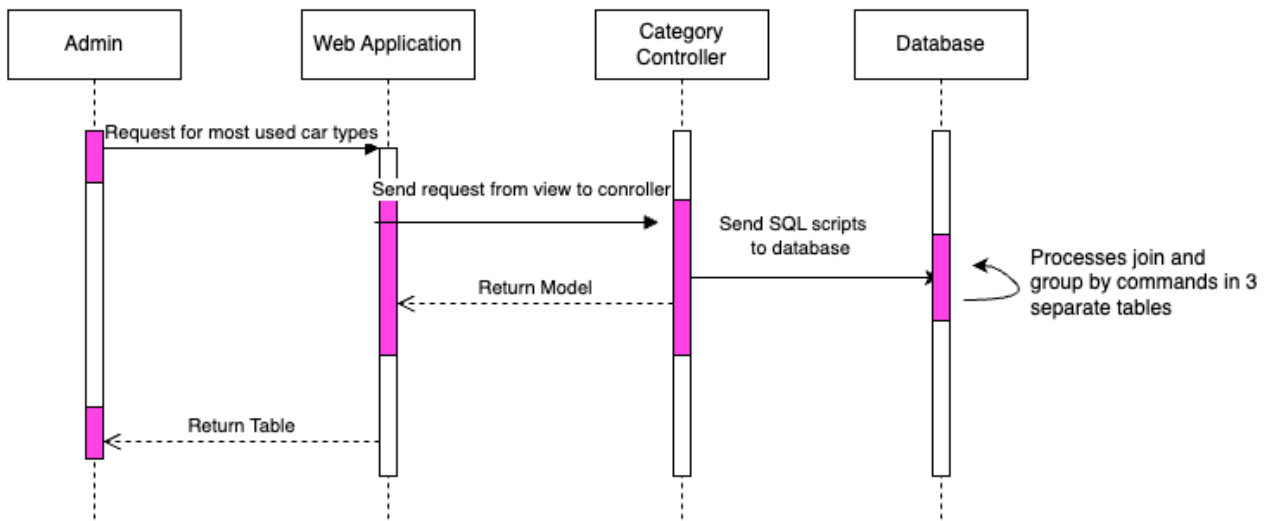 Admin
Web Application
Category
Controller
Database
Request for most used car types
Send request from view to conroller
Send SQL scripts
to database
Processes join and
group by commands in 3
separate tables
Return Model
Return Table